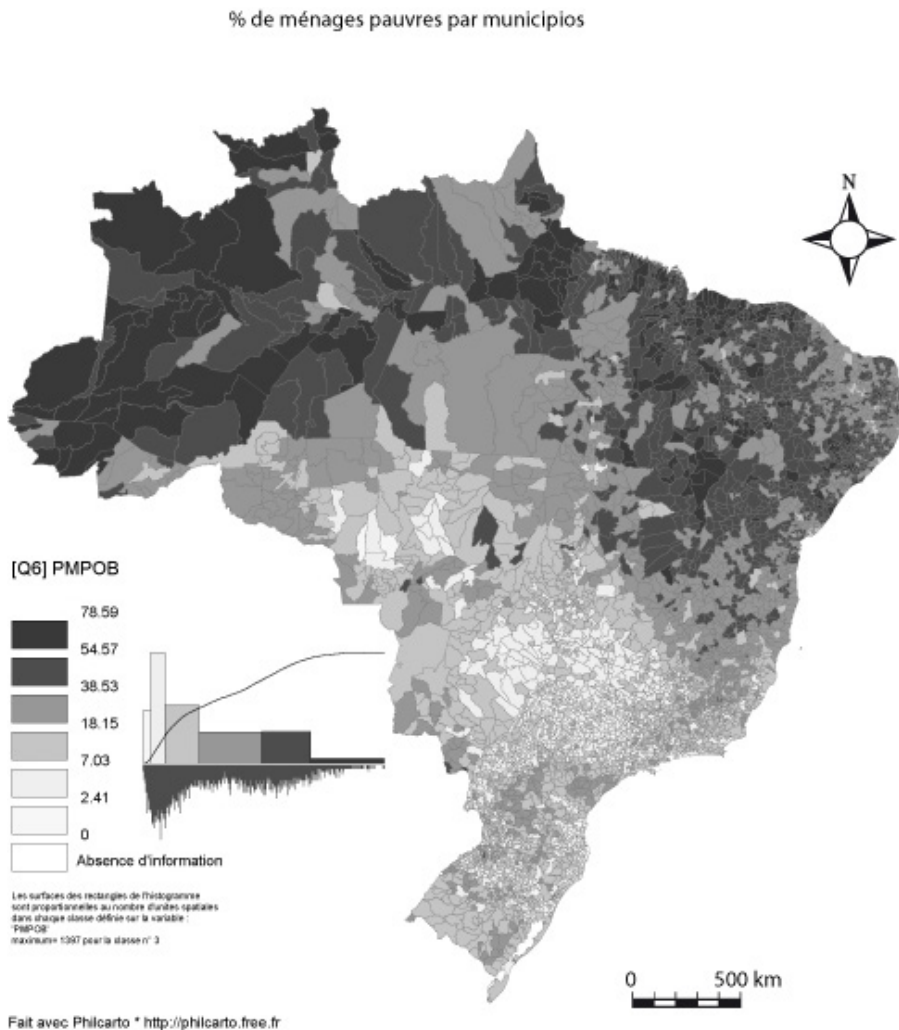 % de ménages pauvres par municipios
N
[Q6] PMPOB
78.59
54.57
38.53
18.15
7.03
2.41
0
Absence d'information
Les surfaces des rectangles de l'histogramme
sont proportionnelles au nombre d'unites spatiales
dans chaque classe définie sur la variable :
'PMPOB'
maximum= 1397 pour la classe n° 3
0 500 km
Fait avec Philcarto * http://philcarto.free.fr